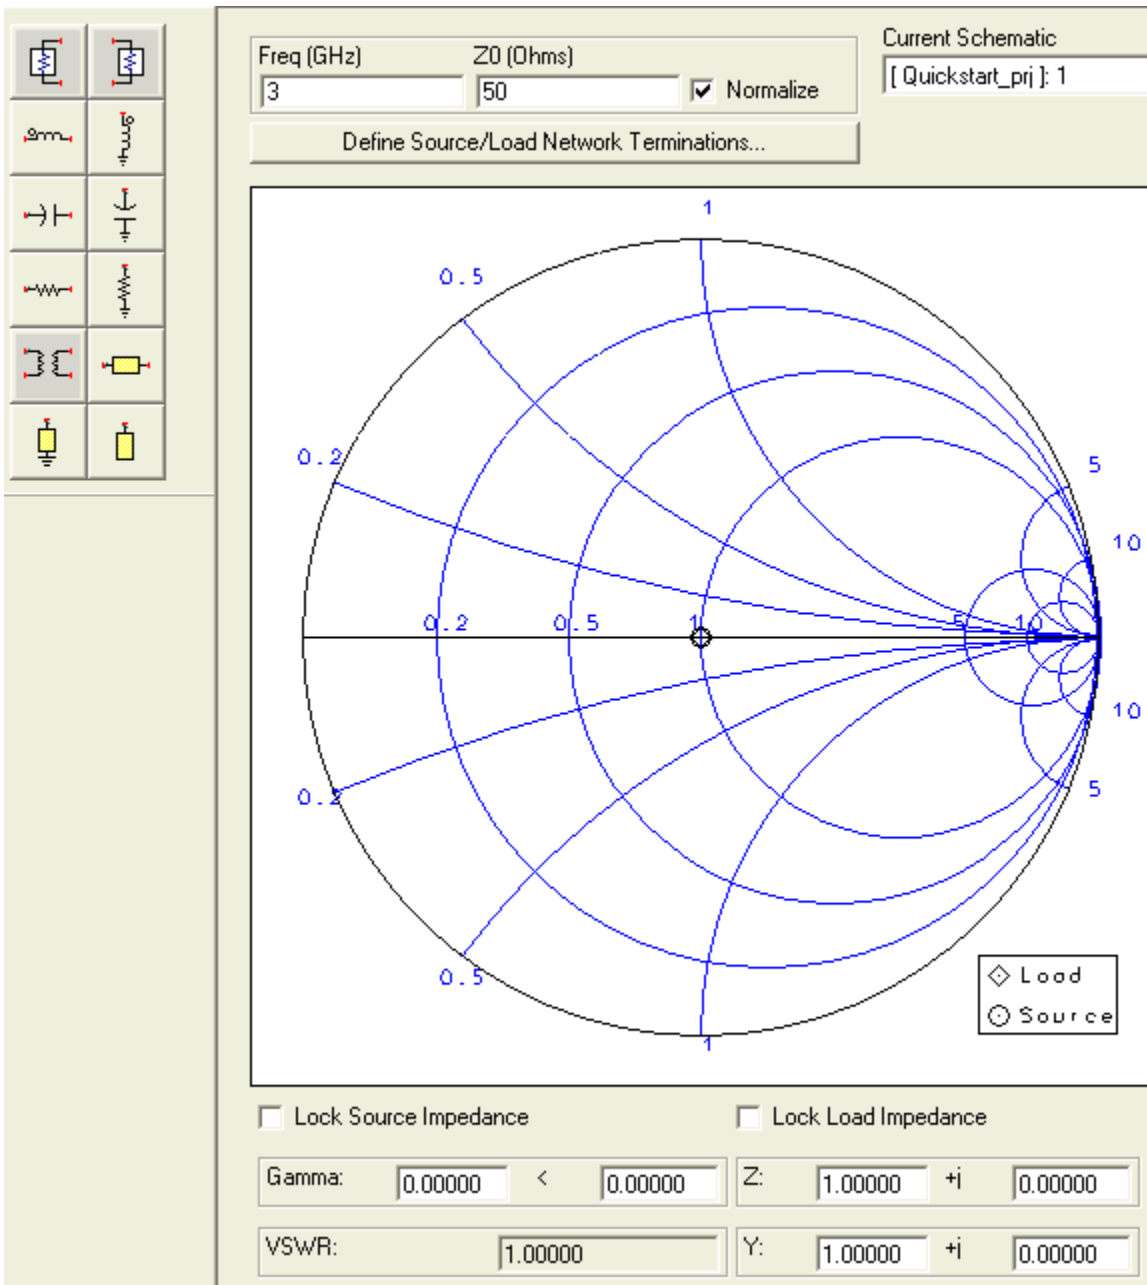 Freq (GHz) Z0 (Ohms) Current Schematic
3 50 Normalize [ Quickstart_prj ]: 1
Define Source/Load Network Terminations...
1
0.5
0.2 5
10
0.2 0.5 1 5 10
10
0.2 5
0.5
1
Load
Source
Lock Source Impedance Lock Load Impedance
Gamma: 0.00000 < 0.00000 Z: 1.00000 +j 0.00000
VSWR: 1.00000 Y: 1.00000 +j 0.00000